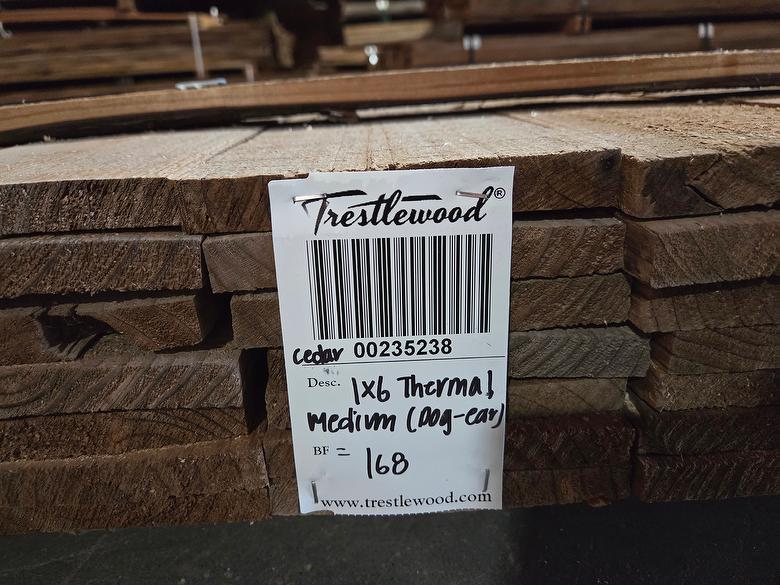 Trestlewood®
Cedar 00235238
Desc. 1x6 Thermal
Medium (Dog-ear)
BF = 168
www.trestlewood.com